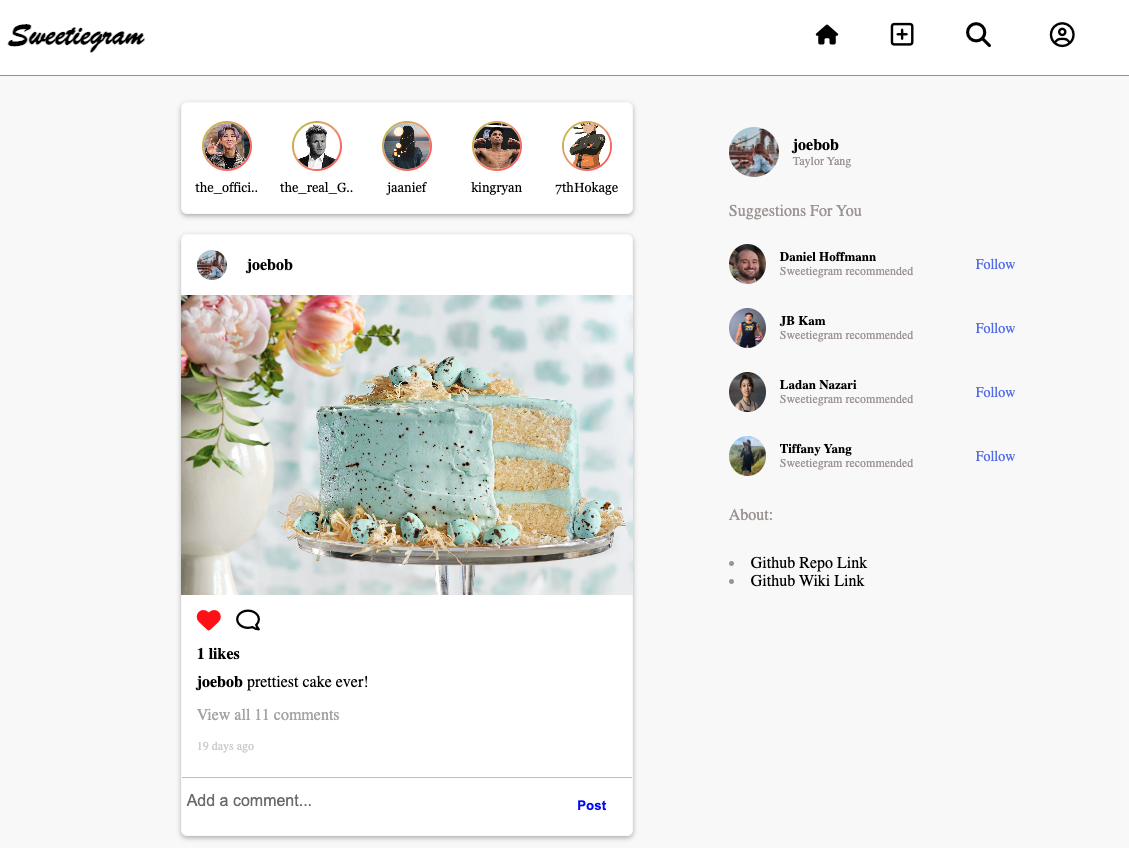 Sweetiegram
the_offici.. the_real_G.. jaanief kingryan 7thHokage
joebob
1 likes
joebob prettiest cake ever!
View all 11 comments
19 days ago
Add a comment... Post
joebob
Taylor Yang
Suggestions For You
Daniel Hoffmann
Sweetiegram recommended
Follow
JB Kam
Sweetiegram recommended
Follow
Ladan Nazari
Sweetiegram recommended
Follow
Tiffany Yang
Sweetiegram recommended
Follow
About:
Github Repo Link
Github Wiki Link